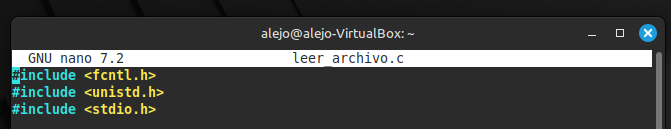 alejo@alejo-VirtualBox: ~
GNU nano 7.2 leer_archivo.c
#include <fcntl.h>
#include <unistd.h>
#include <stdio.h>